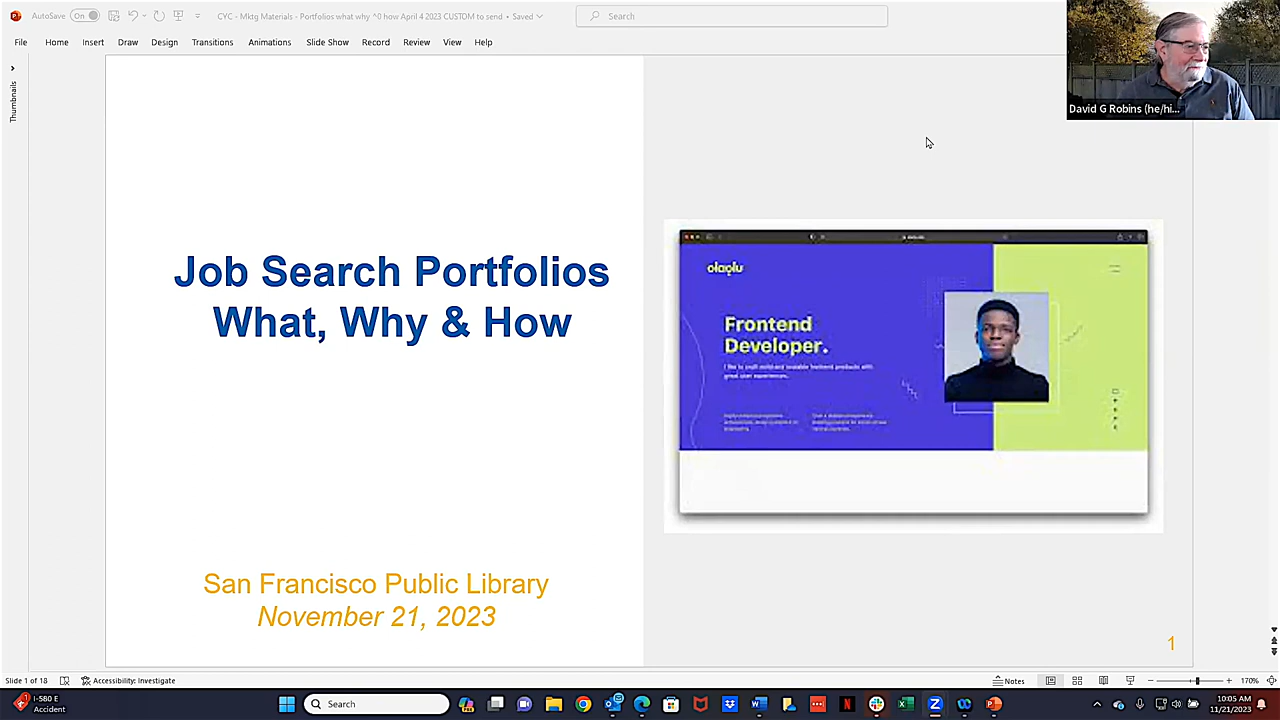 AutoSave
On
CYC - Mktg Materials - Portfolios what why ^0 how April 4 2023 CUSTOM to send • Saved
Search
File Home Insert Draw Design Transitions Animations Slide Show Record Review View Help
Thumbnails
David G Robins (he/hi...
Job Search Portfolios
What, Why & How
olaolu
Frontend
Developer.
San Francisco Public Library
November 21, 2023
1
Slide 1 of 18
Accessibility: Investigate
Notes
170%
I-580 E
Accident
Search
10:05 AM
11/21/2023